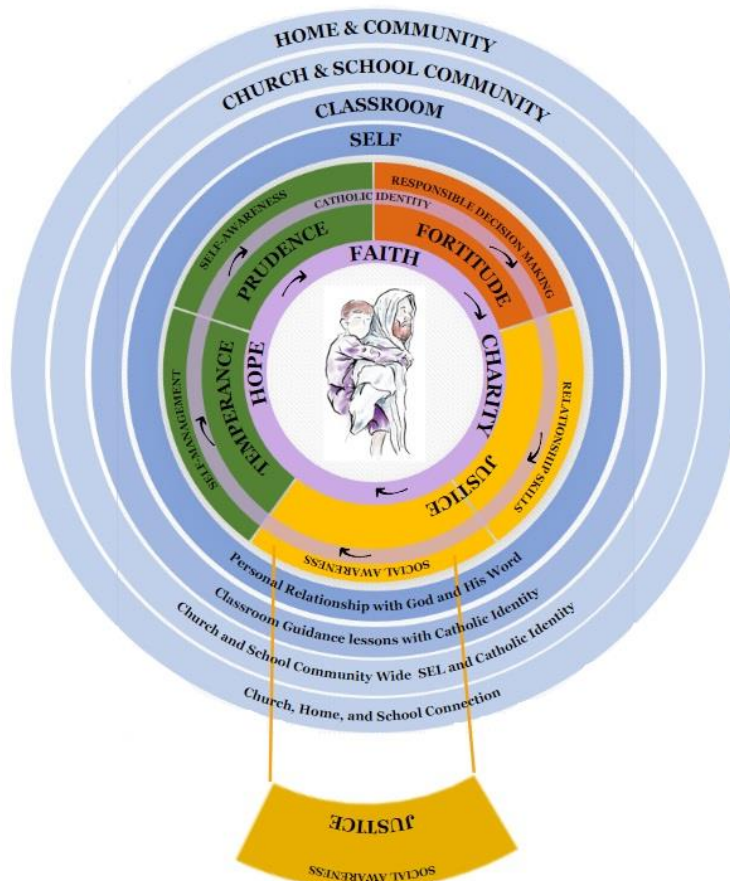 HOME & COMMUNITY
CHURCH & SCHOOL COMMUNITY
CLASSROOM
SELF
SELF-AWARENESS
CATHOLIC IDENTITY
RESPONSIBLE DECISION MAKING
PRUDENCE
FORTITUDE
FAITH
HOPE
CHARITY
TEMPERANCE
SELF-MANAGEMENT
JUSTICE
RELATIONSHIP SKILLS
SOCIAL AWARENESS
Personal Relationship with God and His Word
Classroom Guidance lessons with Catholic Identity
Church and School Community Wide SEL and Catholic Identity
Church, Home, and School Connection
JUSTICE
SOCIAL AWARENESS